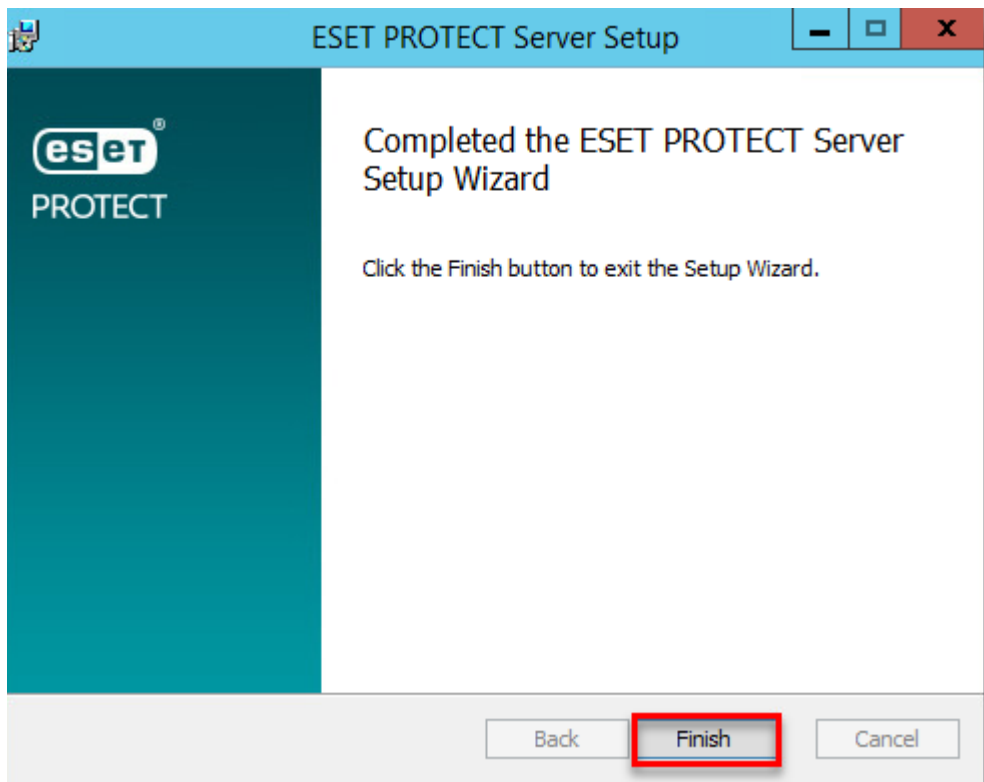 ESET PROTECT Server Setup
eset®
PROTECT
Completed the ESET PROTECT Server
Setup Wizard
Click the Finish button to exit the Setup Wizard.
Back Finish Cancel